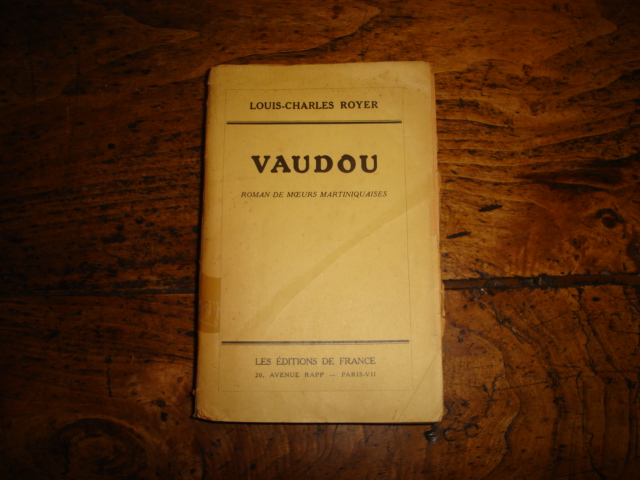 LOUIS-CHARLES ROYER
VAUDOU
ROMAN DE MŒURS MARTINIQUAISES
LES ÉDITIONS DE FRANCE
20, AVENUE RAPP — PARIS-VII